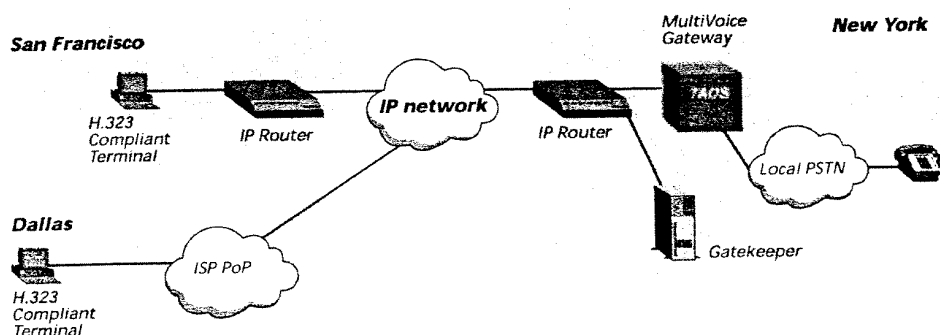 San Francisco
MultiVoice
Gateway
New York
H.323
Compliant
Terminal
IP Router
IP network
IP Router
TAOS
Local PSTN
Gatekeeper
Dallas
ISP PoP
H.323
Compliant
Terminal